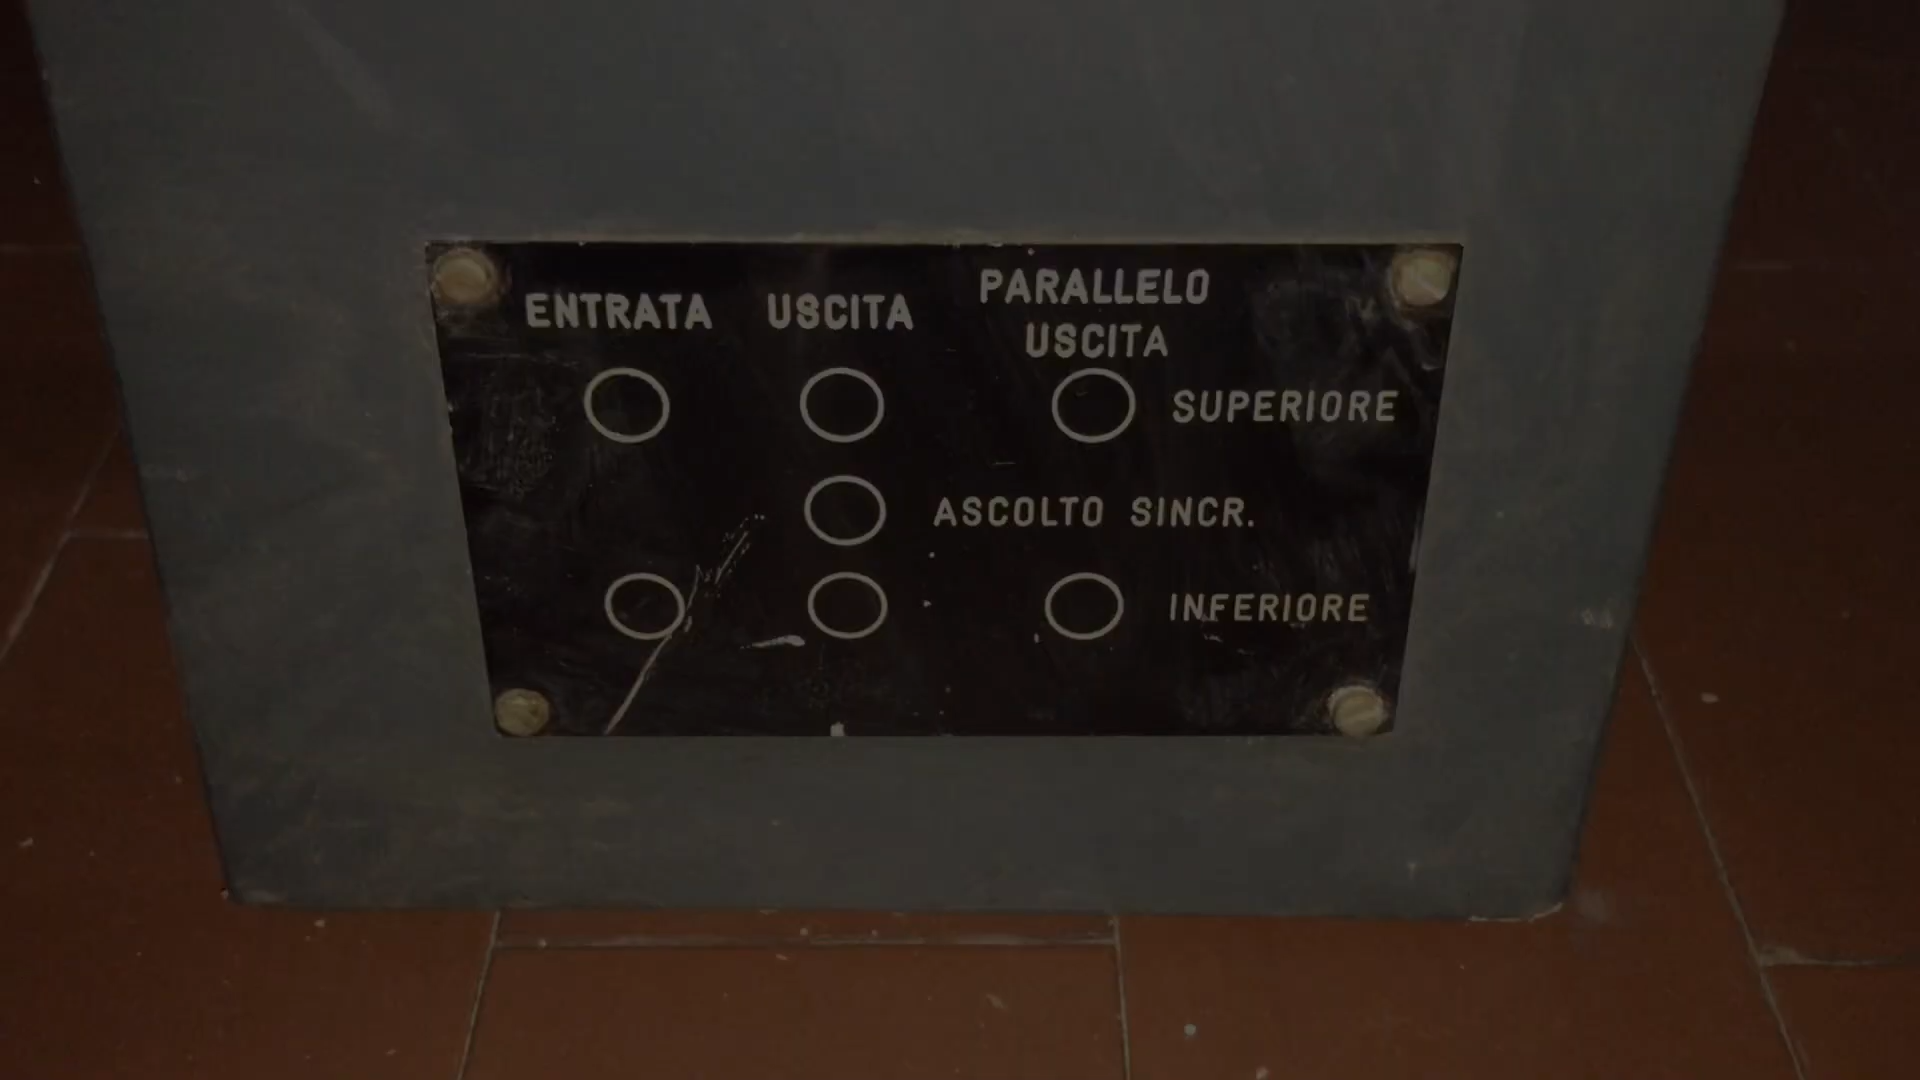 ENTRATA USCITA PARALLELO
USCITA
SUPERIORE
ASCOLTO SINCR.
INFERIORE